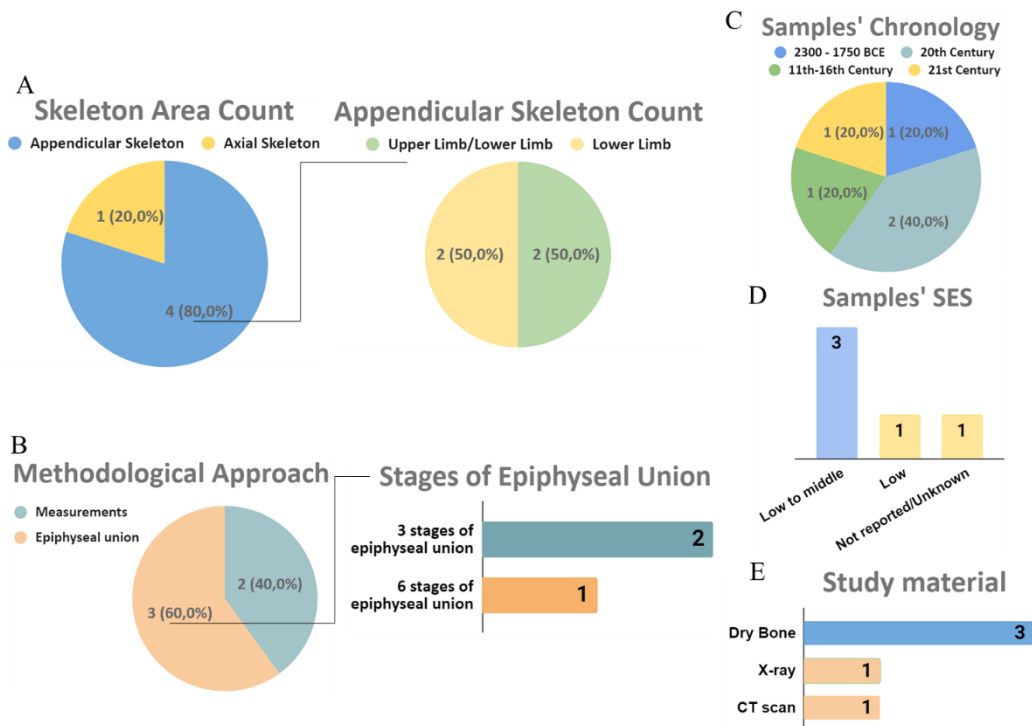 A
Skeleton Area Count
Appendicular Skeleton
Axial Skeleton
1 (20,0%)
4 (80,0%)
Appendicular Skeleton Count
Upper Limb/Lower Limb
Lower Limb
2 (50,0%)
2 (50,0%)
B
Methodological Approach
Measurements
Epiphyseal union
2 (40,0%)
3 (60,0%)
Stages of Epiphyseal Union
3 stages of
epiphyseal union
2
6 stages of
epiphyseal union
1
C
Samples' Chronology
2300 - 1750 BCE
20th Century
11th-16th Century
21st Century
1 (20,0%)
1 (20,0%)
1 (20,0%)
2 (40,0%)
D
Samples' SES
3
1
1
Low to middle
Low
Not reported/Unknown
E
Study material
Dry Bone
3
X-ray
1
CT scan
1